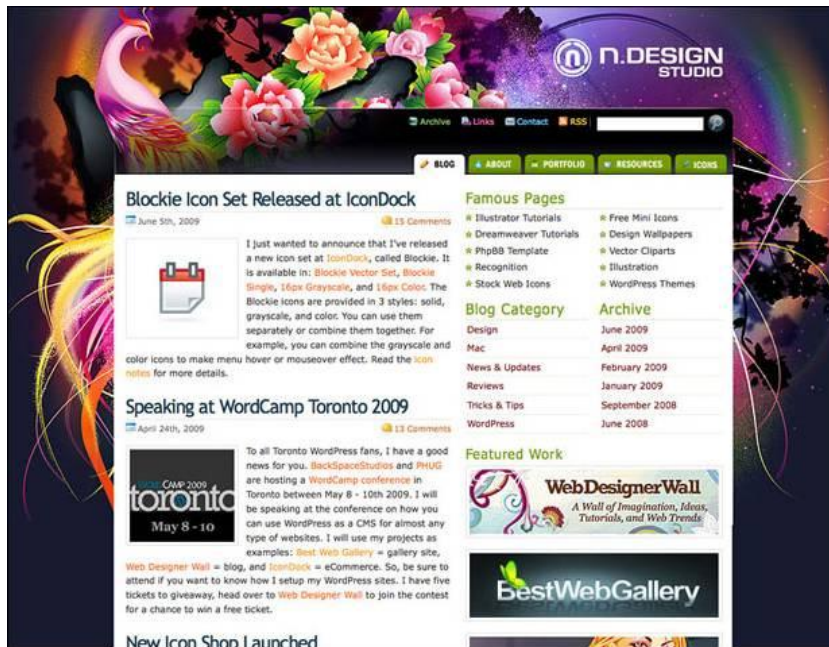 n.DESIGN
STUDIO
Archive Links Contact RSS
BLOG ABOUT PORTFOLIO RESOURCES ICONS
Blockie Icon Set Released at IconDock
June 5th, 2009 15 Comments
I just wanted to announce that I've released
a new icon set at IconDock, called Blockie. It
is available in: Blockie Vector Set, Blockie
Single, 16px Grayscale, and 16px Color. The
Blockie icons are provided in 3 styles: solid,
grayscale, and color. You can use them
separately or combine them together. For
example, you can combine the grayscale and
color icons to make menu hover or mouseover effect. Read the icon
notes for more details.
Speaking at WordCamp Toronto 2009
April 24th, 2009 13 Comments
WORDCAMP 2009
toronto
May 8 - 10
To all Toronto WordPress fans, I have a good
news for you. BackSpaceStudios and PHUG
are hosting a WordCamp conference in
Toronto between May 8 - 10th 2009. I will
be speaking at the conference on how you
can use WordPress as a CMS for almost any
type of websites. I will use my projects as
examples: Best Web Gallery = gallery site,
Web Designer Wall = blog, and IconDock = eCommerce. So, be sure to
attend if you want to know how I setup my WordPress sites. I have five
tickets to giveaway, head over to Web Designer Wall to join the contest
for a chance to win a free ticket.
New Icon Shop Launched
Famous Pages
Illustrator Tutorials
Dreamweaver Tutorials
PhpBB Template
Recognition
Stock Web Icons
Free Mini Icons
Design Wallpapers
Vector Cliparts
Illustration
WordPress Themes
Blog Category
Design
Mac
News & Updates
Reviews
Tricks & Tips
WordPress
Archive
June 2009
April 2009
February 2009
January 2009
September 2008
June 2008
Featured Work
WebDesignerWall
A Wall of Imagination, Ideas,
Tutorials, and Web Trends
BestWebGallery